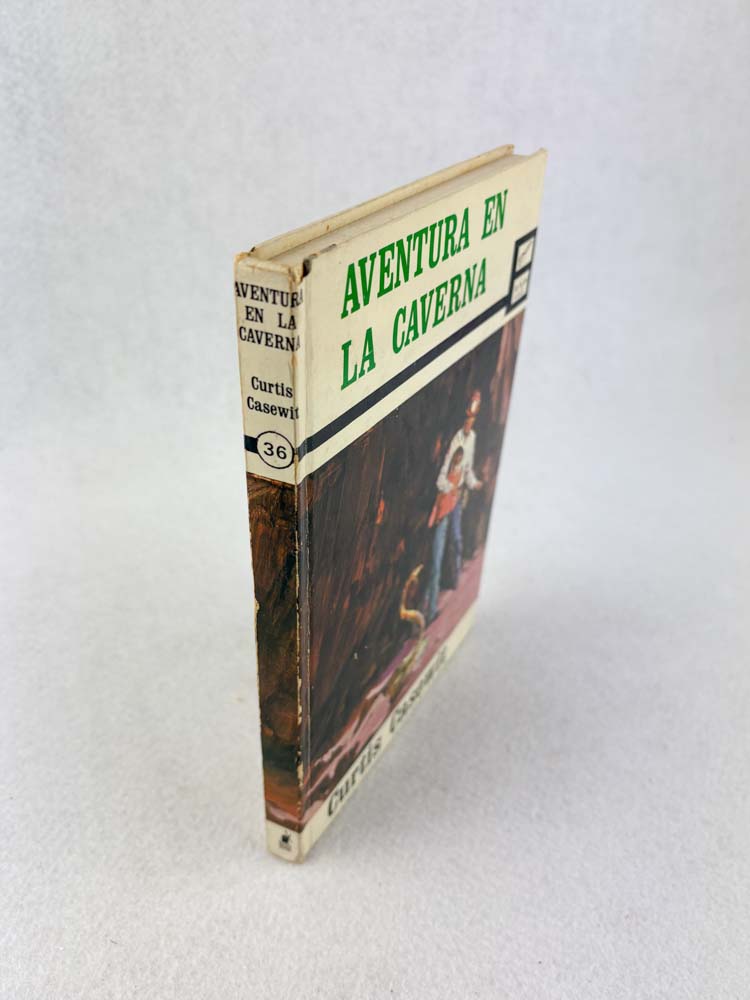 AVENTURA
EN LA
CAVERNA
Curtis
Casewit
36
AVENTURA EN
LA CAVERNA
Curtis Casewit